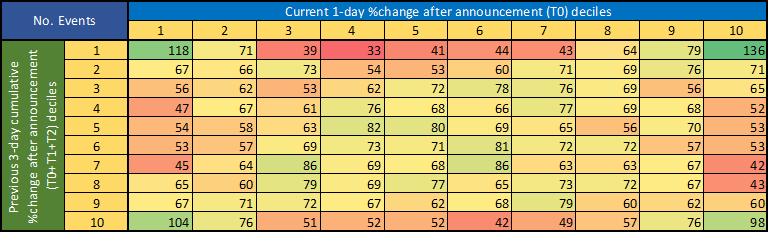 No. Events
Current 1-day %change after announcement (T0) deciles
1 2 3 4 5 6 7 8 9 10
Previous 3-day cumulative
%change after announcement
(T0+T1+T2) deciles
1 118 71 39 33 41 44 43 64 79 136
2 67 66 73 54 53 60 71 69 76 71
3 56 62 53 62 72 78 76 69 56 65
4 47 67 61 76 68 66 77 69 68 52
5 54 58 63 82 80 69 65 56 70 53
6 53 57 69 73 71 81 72 72 57 53
7 45 64 86 69 68 86 63 63 67 42
8 65 60 79 69 77 65 73 72 67 43
9 67 71 72 67 62 68 79 60 62 60
10 104 76 51 52 52 42 49 57 76 98